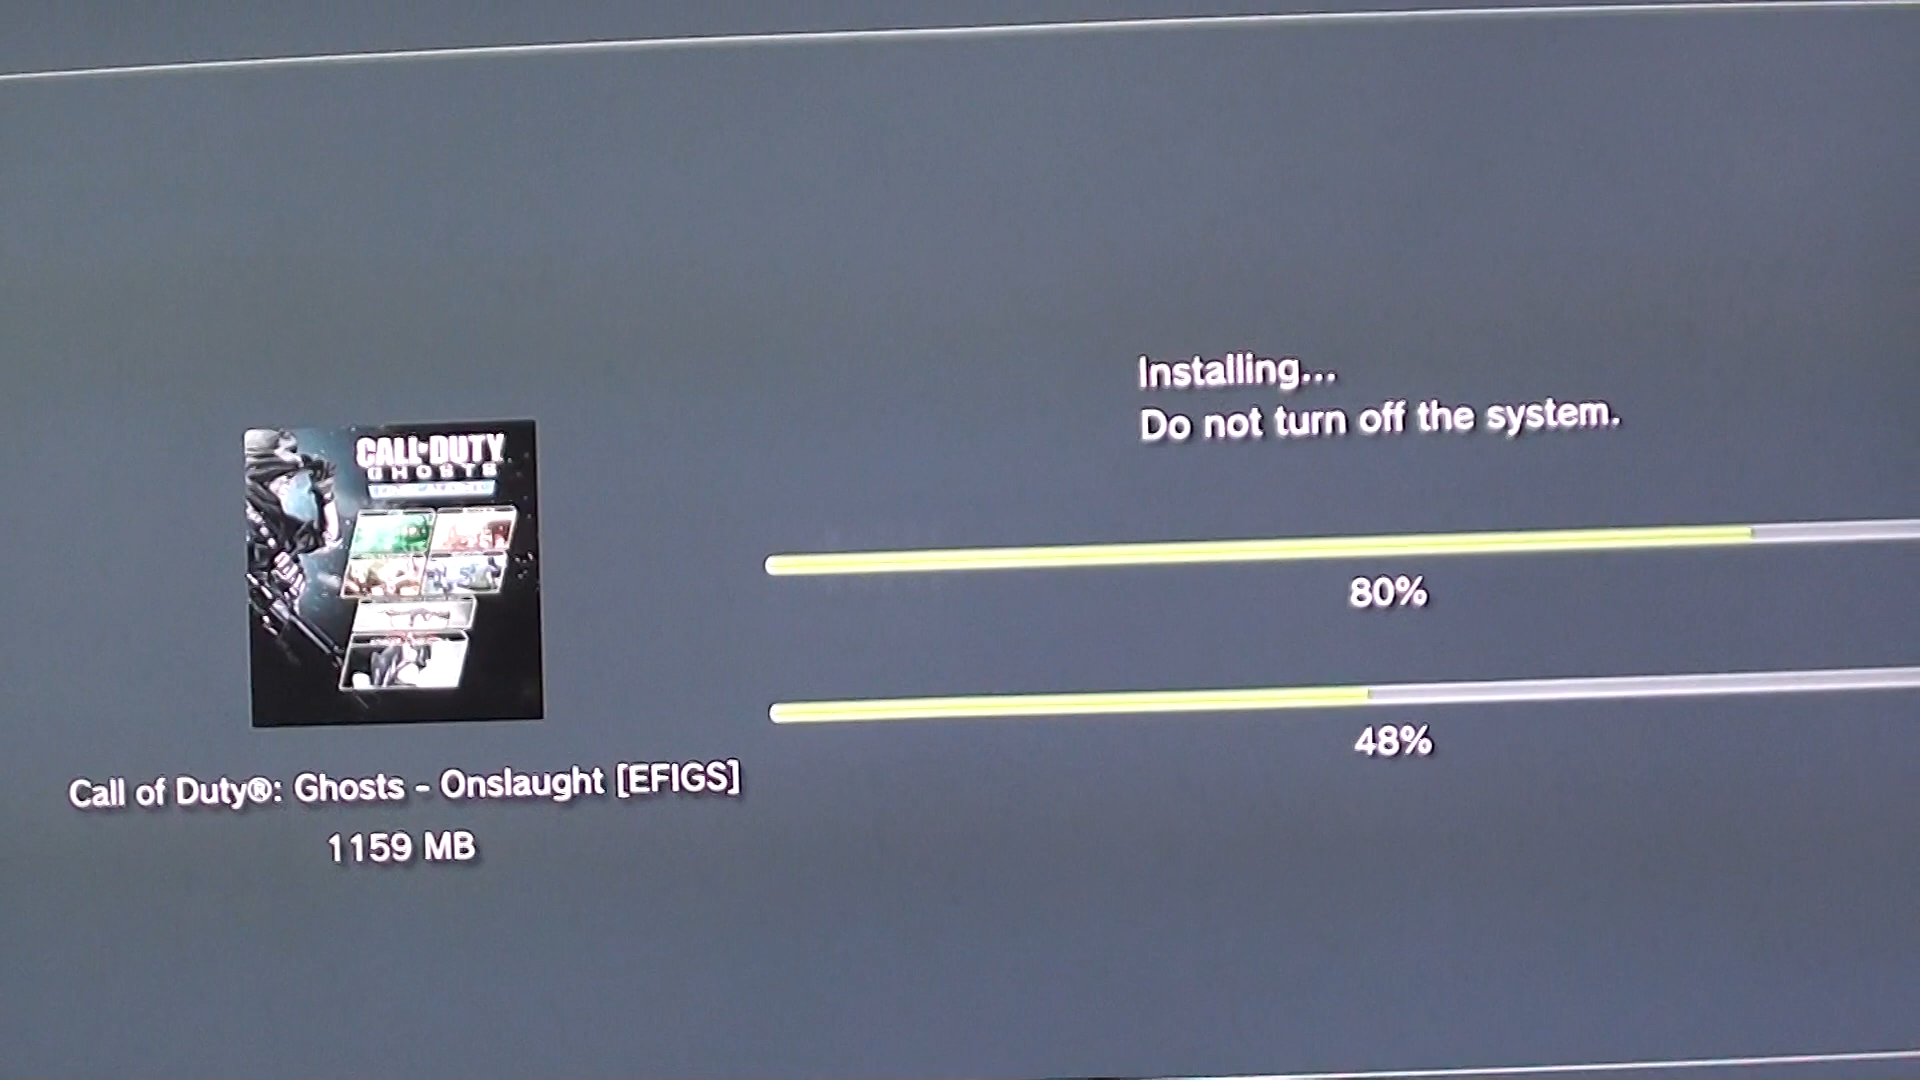 Installing...
Do not turn off the system.
CALL OF DUTY
GHOSTS
80%
48%
Call of Duty®: Ghosts - Onslaught [EFIGS]
1159 MB